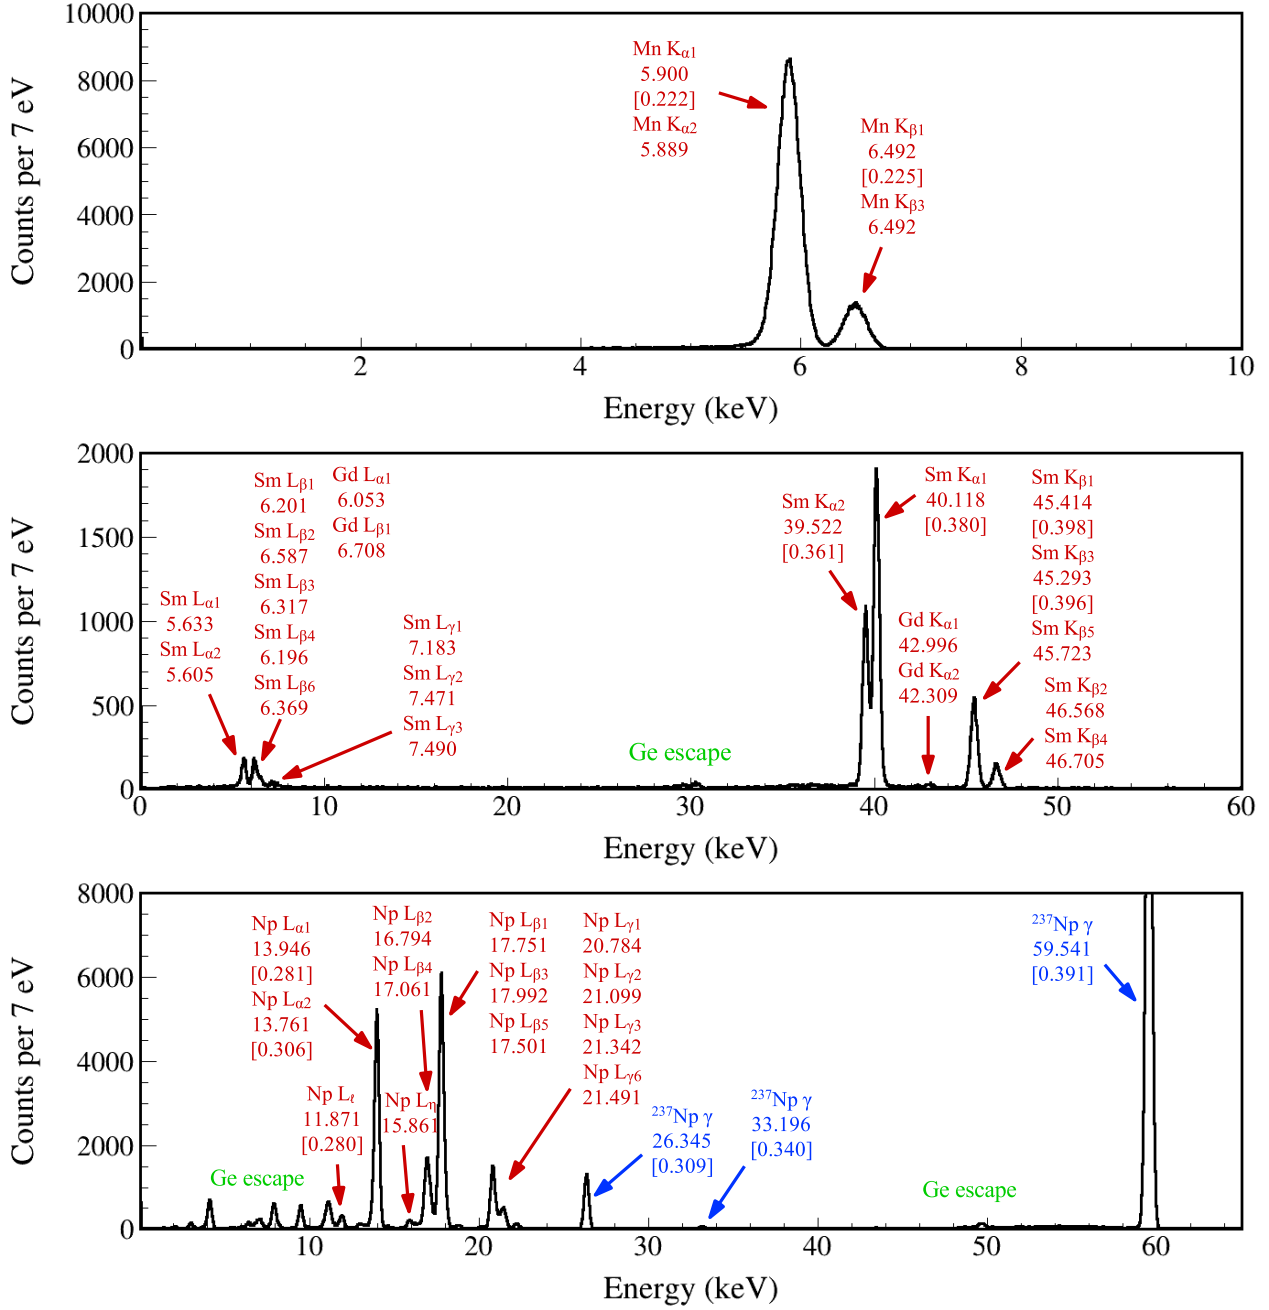 10000
8000
6000
4000
2000
0
Counts per 7 eV
Mn Kα1
5.900
[0.222]
Mn Kα2
5.889
Mn Kβ1
6.492
[0.225]
Mn Kβ3
6.492
2 4 6 8 10
Energy (keV)
2000
1500
1000
500
0
Counts per 7 eV
Sm Lα1
5.633
Sm Lα2
5.605
Sm Lβ1
6.201
Sm Lβ2
6.587
Sm Lβ3
6.317
Sm Lβ4
6.196
Sm Lβ6
6.369
Gd Lα1
6.053
Gd Lβ1
6.708
Sm Lγ1
7.183
Sm Lγ2
7.471
Sm Lγ3
7.490
Ge escape
Sm Kα2
39.522
[0.361]
Sm Kα1
40.118
[0.380]
Gd Kα1
42.996
Gd Kα2
42.309
Sm Kβ1
45.414
[0.398]
Sm Kβ3
45.293
[0.396]
Sm Kβ5
45.723
Sm Kβ2
46.568
Sm Kβ4
46.705
0 10 20 30 40 50 60
Energy (keV)
8000
6000
4000
2000
0
Counts per 7 eV
Ge escape
Np Lα1
13.946
[0.281]
Np Lα2
13.761
[0.306]
Np Lℓ
11.871
[0.280]
Np Lβ2
16.794
Np Lβ4
17.061
Np Lη
15.861
Np Lβ1
17.751
Np Lβ3
17.992
Np Lβ5
17.501
Np Lγ1
20.784
Np Lγ2
21.099
Np Lγ3
21.342
Np Lγ6
21.491
237Np γ
26.345
[0.309]
237Np γ
33.196
[0.340]
Ge escape
237Np γ
59.541
[0.391]
10 20 30 40 50 60
Energy (keV)